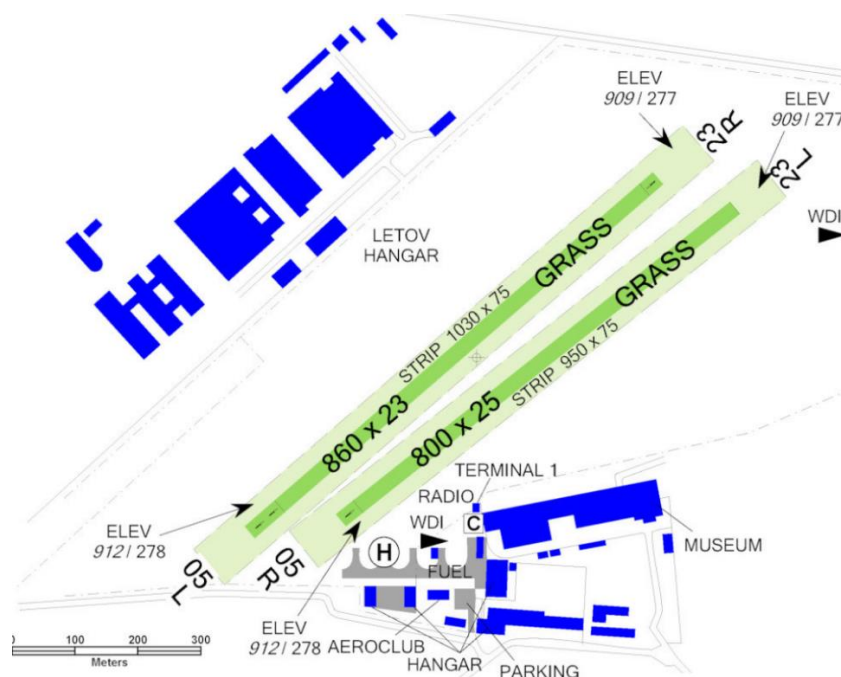 ELEV
909 / 277
ELEV
909 / 277
23
R
23
L
WDI
LETOV
HANGAR
GRASS
GRASS
STRIP 1030 x 75
STRIP 950 x 75
860 x 23
800 x 25
TERMINAL 1
RADIO
C
WDI
MUSEUM
ELEV
912 / 278
05
L
05
R
H
FUEL
ELEV
912 / 278
AEROCLUB
HANGAR
PARKING
0 100 200 300
Meters